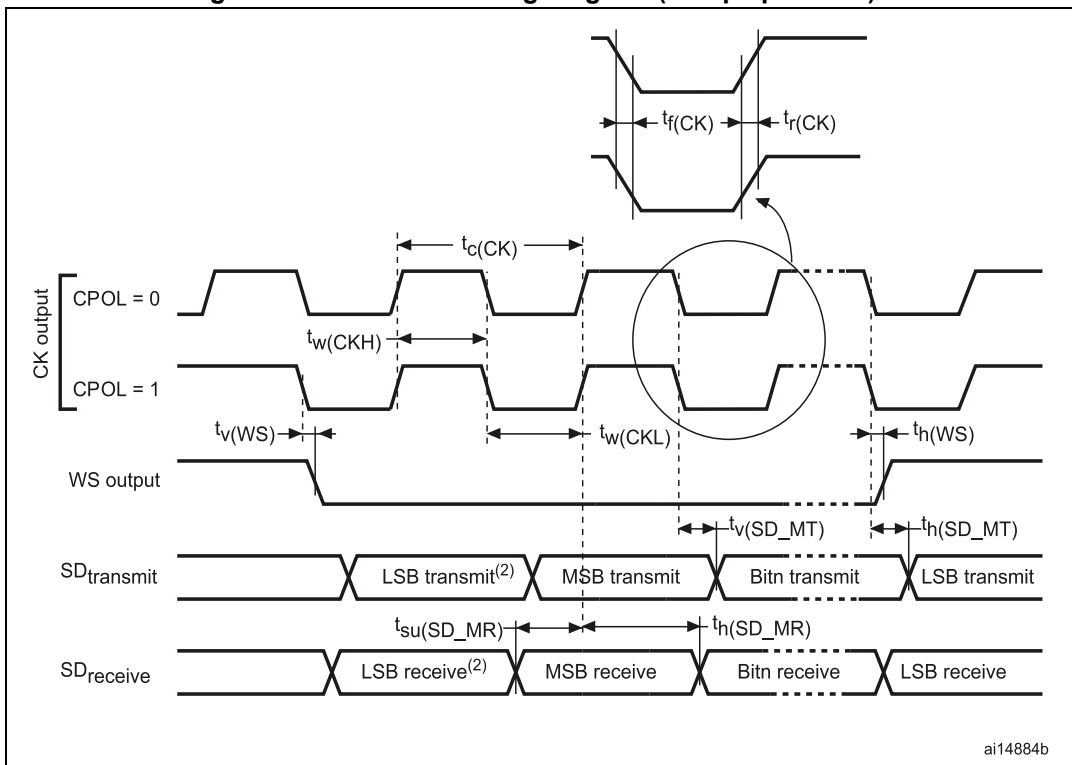 tf(CK)
tr(CK)
tc(CK)
CK output
CPOL = 0
tw(CKH)
CPOL = 1
tv(WS)
tw(CKL)
th(WS)
WS output
tv(SD_MT)
th(SD_MT)
SDtransmit
LSB transmit(2)
MSB transmit
Bitn transmit
LSB transmit
tsu(SD_MR)
th(SD_MR)
SDreceive
LSB receive(2)
MSB receive
Bitn receive
LSB receive
ai14884b